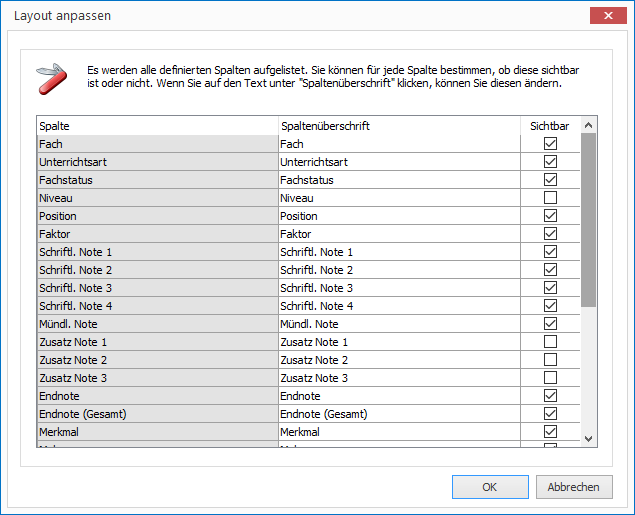 Layout anpassen
Es werden alle definierten Spalten aufgelistet. Sie können für jede Spalte bestimmen, ob diese sichtbar
ist oder nicht. Wenn Sie auf den Text unter "Spaltenüberschrift" klicken, können Sie diesen ändern.
Spalte Spaltenüberschrift Sichtbar
Fach Fach
Unterrichtsart Unterrichtsart
Fachstatus Fachstatus
Niveau Niveau
Position Position
Faktor Faktor
Schriftl. Note 1 Schriftl. Note 1
Schriftl. Note 2 Schriftl. Note 2
Schriftl. Note 3 Schriftl. Note 3
Schriftl. Note 4 Schriftl. Note 4
Mündl. Note Mündl. Note
Zusatz Note 1 Zusatz Note 1
Zusatz Note 2 Zusatz Note 2
Zusatz Note 3 Zusatz Note 3
Endnote Endnote
Endnote (Gesamt) Endnote (Gesamt)
Merkmal Merkmal
OK Abbrechen